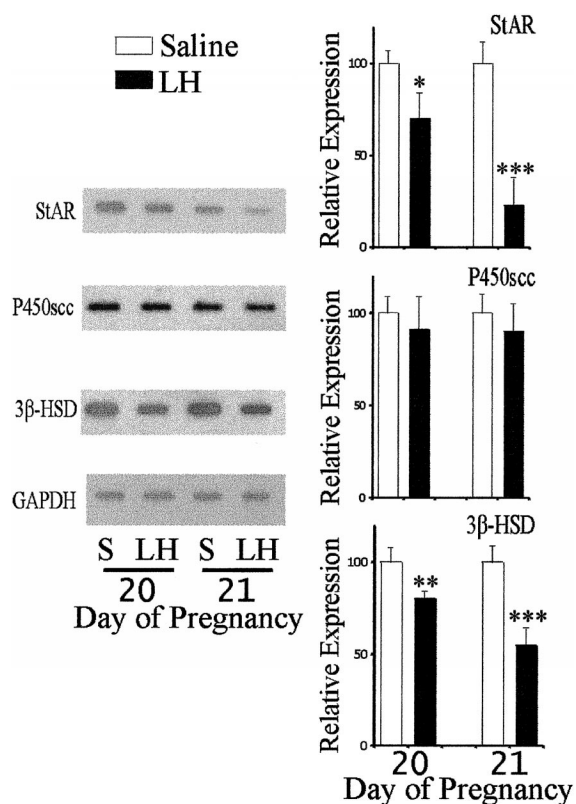 Saline
LH
StAR
P450scc
3β-HSD
GAPDH
S LH S LH
20 21
Day of Pregnancy
StAR
Relative Expression
100
50
0
*
***
P450scc
Relative Expression
100
50
0
3β-HSD
Relative Expression
100
50
0
**
***
20 21
Day of Pregnancy